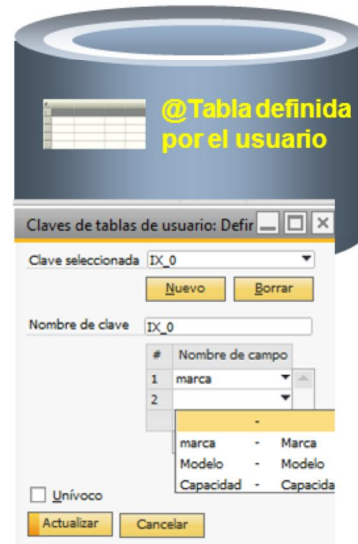 @Tabla definida
por el usuario
Claves de tablas de usuario: Defir
Clave seleccionada IX_0
Nuevo Borrar
Nombre de clave IX_0
# Nombre de campo
1 marca
2
-
marca - Marca
Modelo - Modelo
Capacidad - Capacida
Unívoco
Actualizar Cancelar